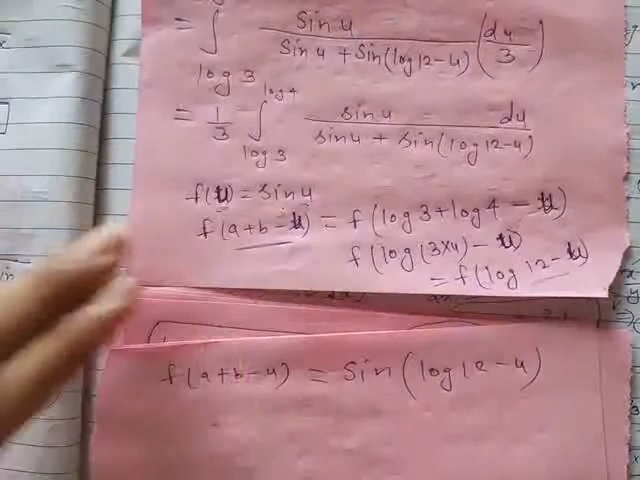 = ∫ sin u / sin u + sin(log 12 - u) (du/3)
log 3
= 1/3 ∫ log 3 log 4 sin u du / sin u + sin(log 12 - u)
f(u) = sin u
f(a+b-u) = f(log 3 + log 4 - u)
f(log(3×4) - u)
= f(log 12 - u)
f(a+b-u) = sin(log 12 - u)